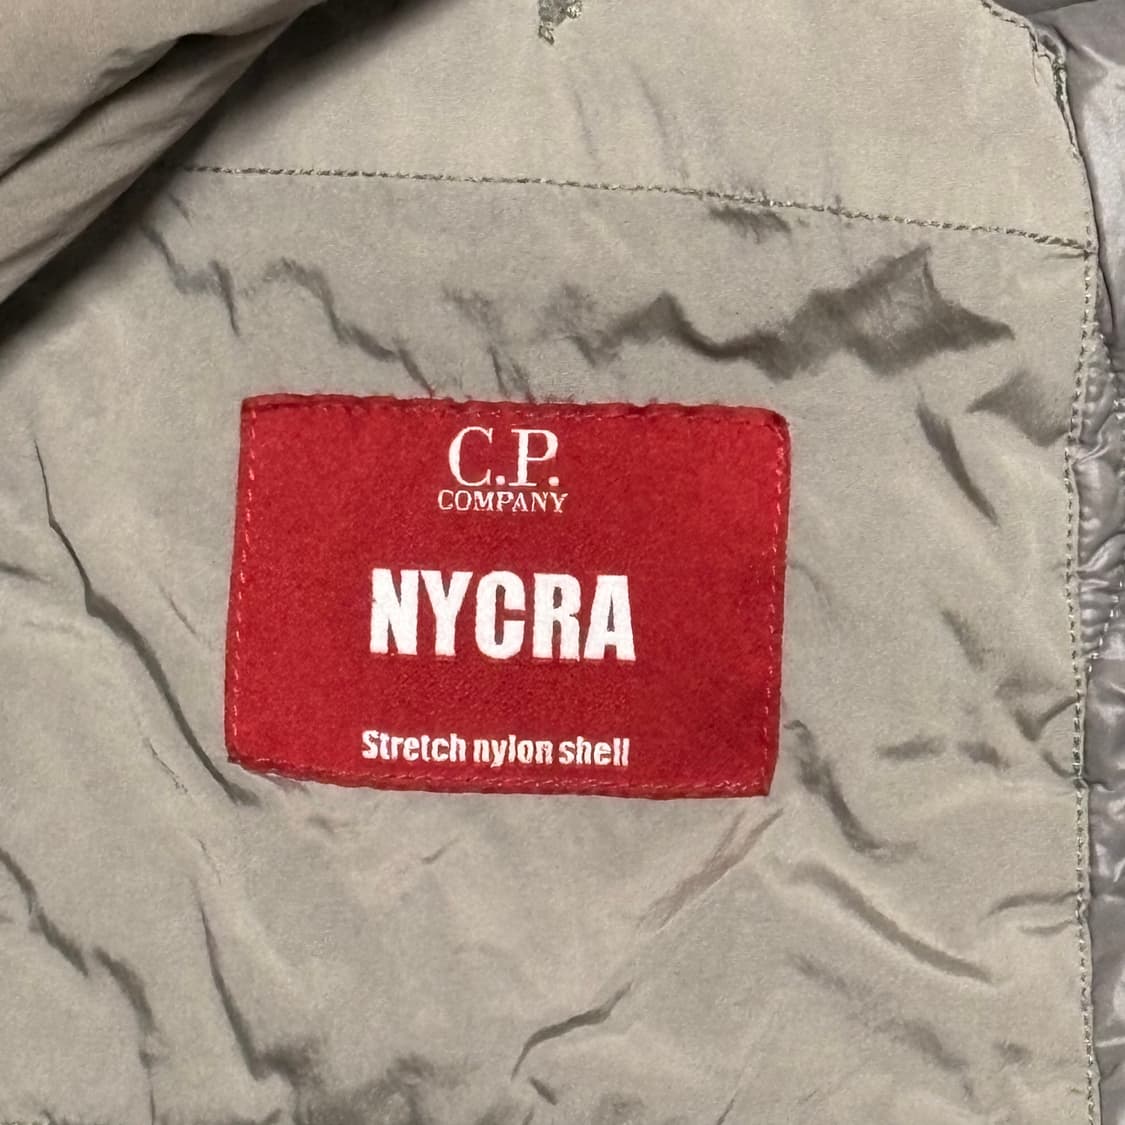 C.P.
COMPANY
NYCRA
Stretch nylon shell